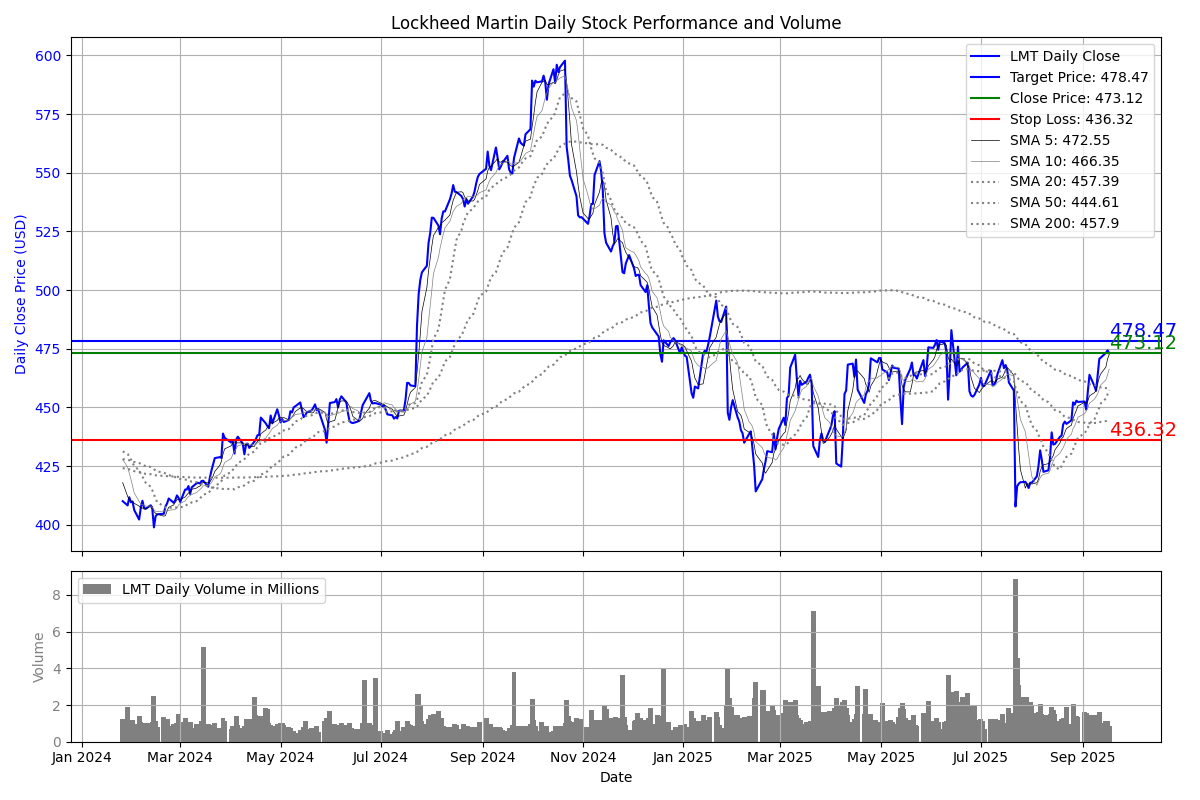 Lockheed Martin Daily Stock Performance and Volume
Daily Close Price (USD)
600
575
550
525
500
475
450
425
400
LMT Daily Close
Target Price: 478.47
Close Price: 473.12
Stop Loss: 436.32
SMA 5: 472.55
SMA 10: 466.35
SMA 20: 457.39
SMA 50: 444.61
SMA 200: 457.9
478.47
473.12
436.32
LMT Daily Volume in Millions
Volume
8
6
4
2
0
Jan 2024
Mar 2024
May 2024
Jul 2024
Sep 2024
Nov 2024
Jan 2025
Mar 2025
May 2025
Jul 2025
Sep 2025
Date